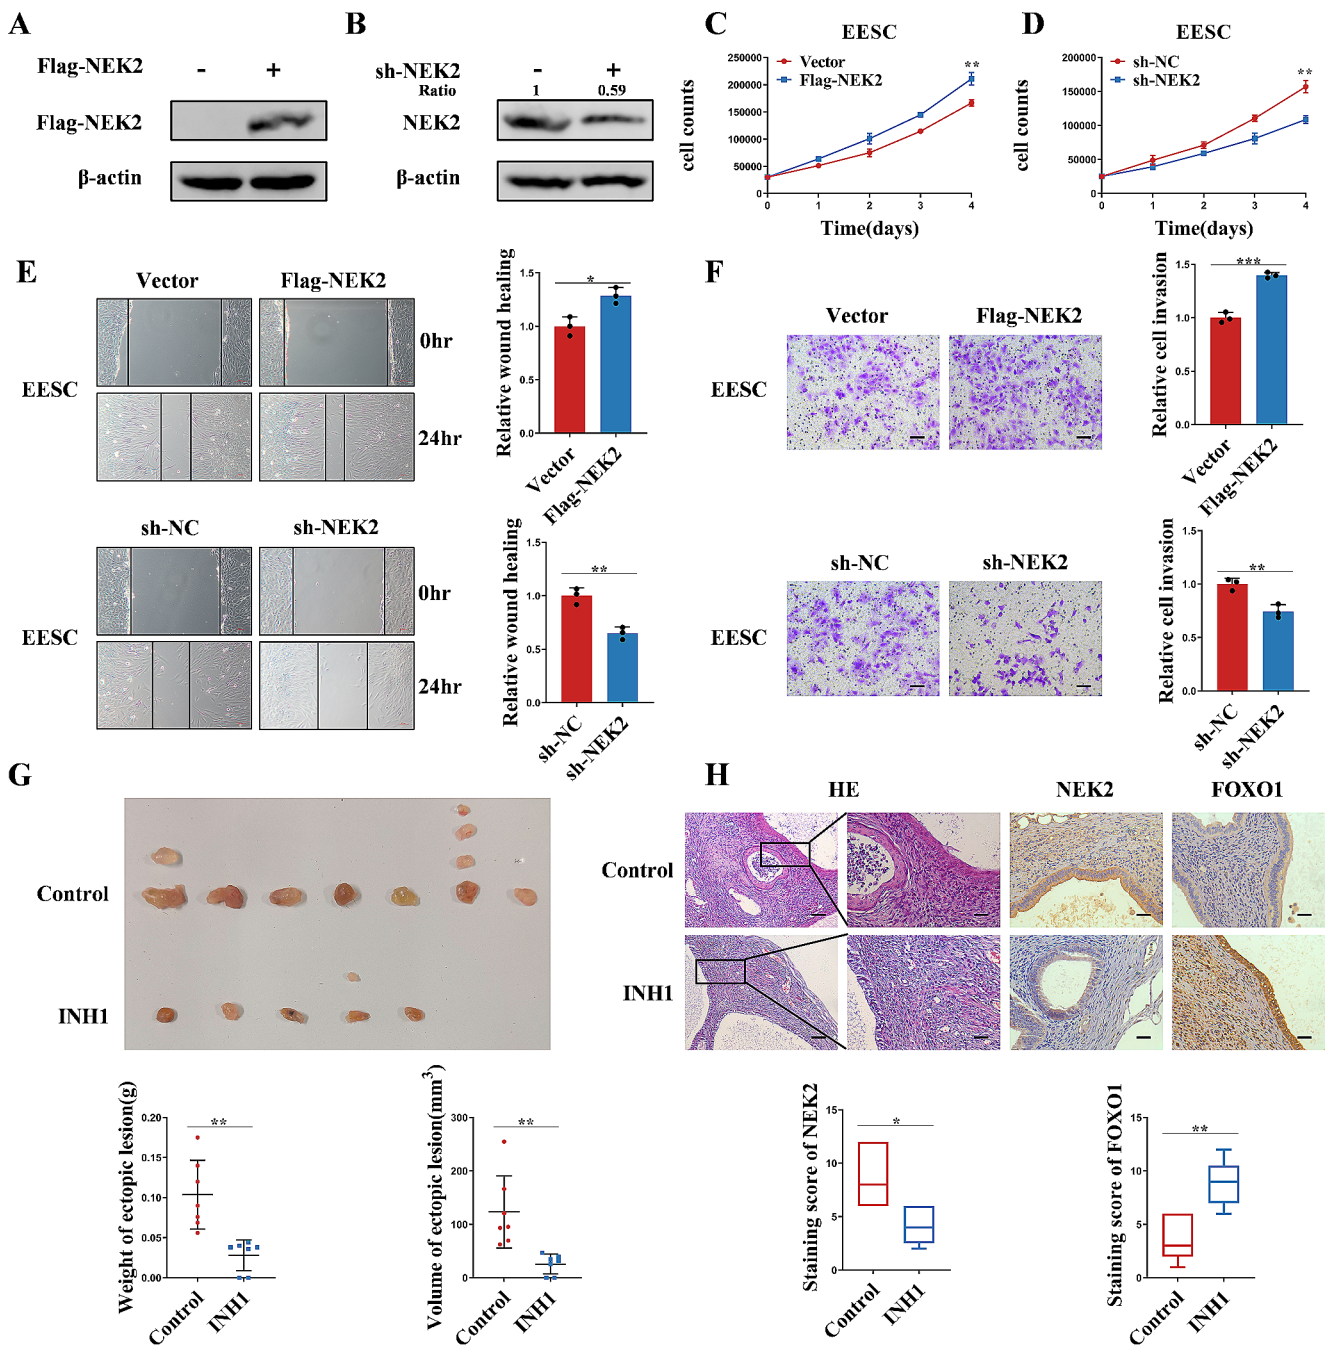 A
Flag-NEK2 - +
Flag-NEK2
β-actin
B
sh-NEK2 - +
Ratio 1 0.59
NEK2
β-actin
C
EESC
Vector
Flag-NEK2
**
cell counts
250000
200000
150000
100000
50000
0
0 1 2 3 4
Time(days)
D
EESC
sh-NC
sh-NEK2
**
cell counts
200000
150000
100000
50000
0
0 1 2 3 4
Time(days)
E
Vector Flag-NEK2
EESC
0hr
24hr
Relative wound healing
1.5
1.0
0.5
0.0
*
Vector
Flag-NEK2
sh-NC sh-NEK2
EESC
0hr
24hr
Relative wound healing
1.5
1.0
0.5
0.0
**
sh-NC
sh-NEK2
F
Vector Flag-NEK2
EESC
Relative cell invasion
1.5
1.0
0.5
0.0
***
Vector
Flag-NEK2
sh-NC sh-NEK2
EESC
Relative cell invasion
1.5
1.0
0.5
0.0
**
sh-NC
sh-NEK2
G
Control
INH1
Weight of ectopic lesion(g)
0.20
0.15
0.10
0.05
0.00
**
Control
INH1
Volume of ectopic lesion(mm³)
300
200
100
0
**
Control
INH1
H
HE NEK2 FOXO1
Control
INH1
Staining score of NEK2
15
10
5
0
*
Control
INH1
Staining score of FOXO1
15
10
5
0
**
Control
INH1